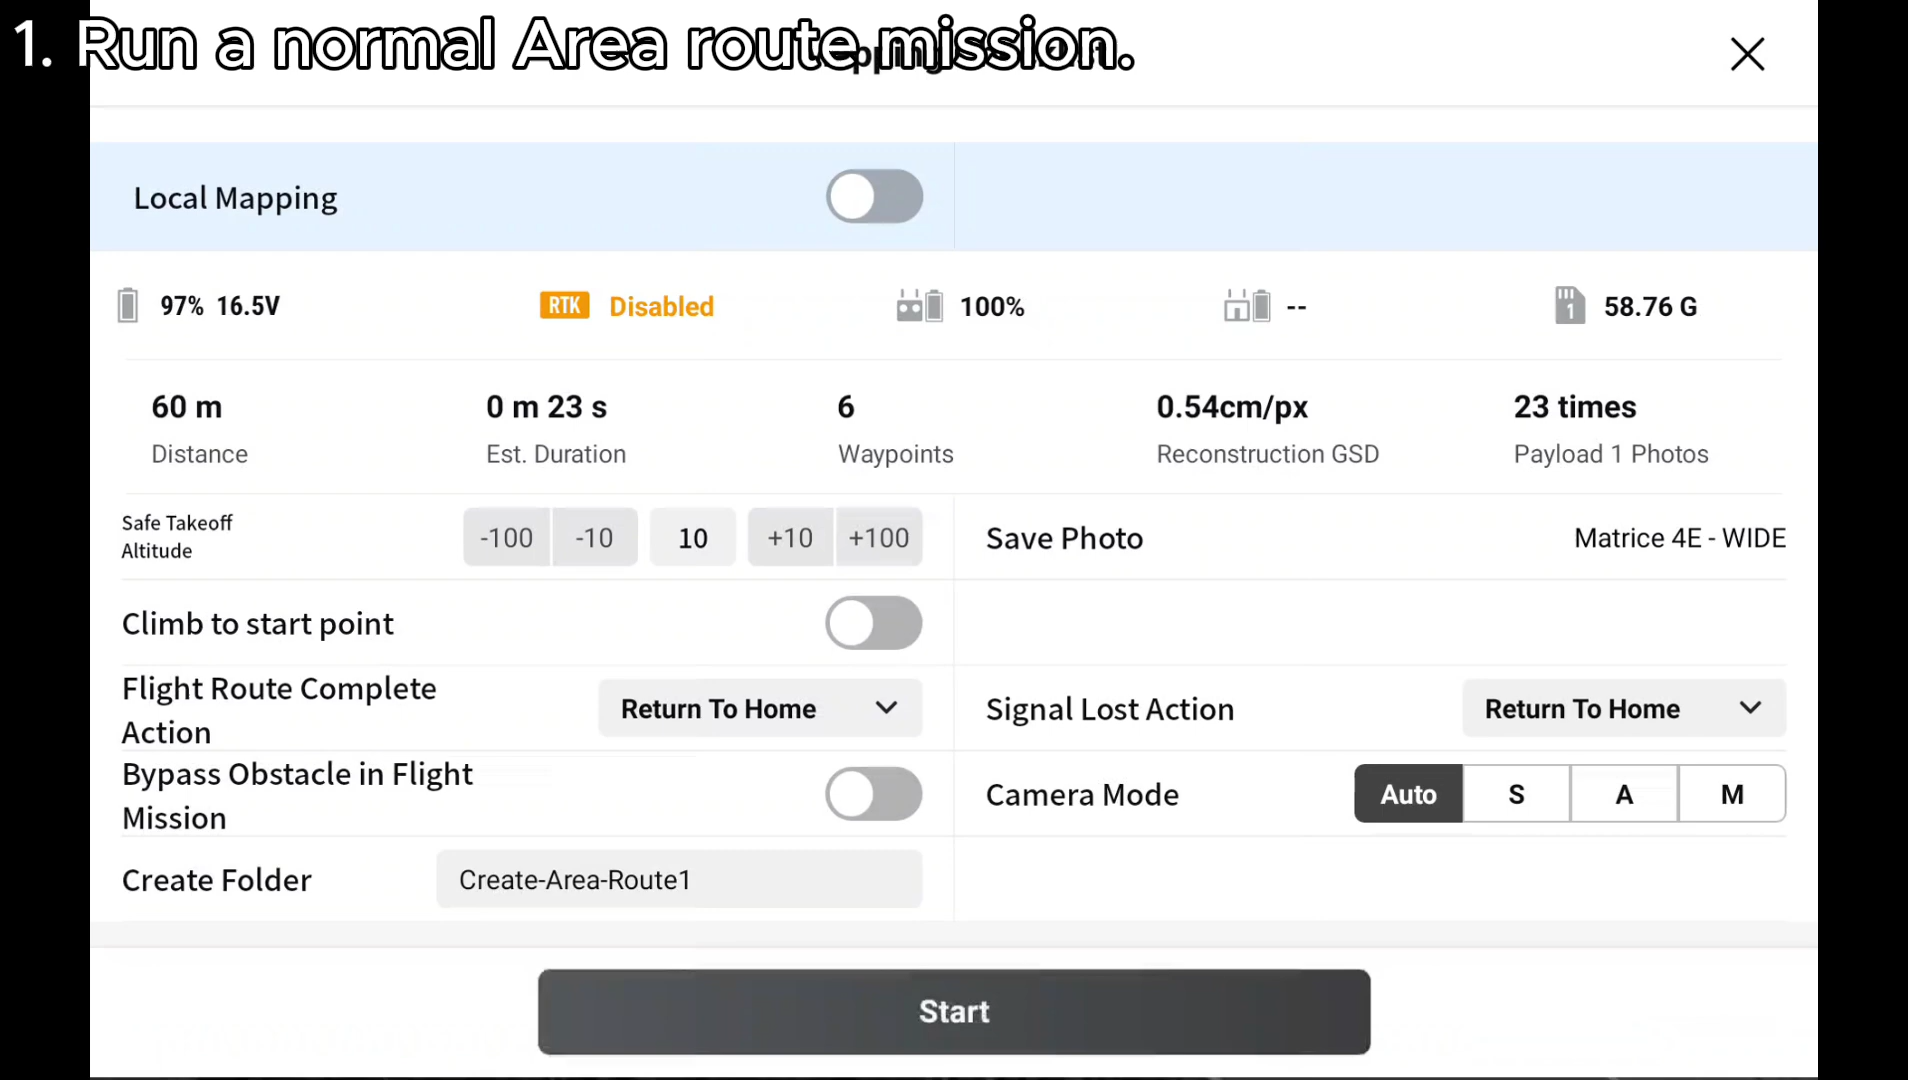 1. Run a normal Area route mission.
Local Mapping
97% 16.5V
RTK Disabled
100%
--
1 58.76 G
60 m
0 m 23 s
6
0.54cm/px
23 times
Distance
Est. Duration
Waypoints
Reconstruction GSD
Payload 1 Photos
Safe Takeoff
Altitude
-100 -10 10 +10 +100
Save Photo
Matrice 4E - WIDE
Climb to start point
Flight Route Complete
Action
Return To Home
Signal Lost Action
Return To Home
Bypass Obstacle in Flight
Mission
Camera Mode
Auto S A M
Create Folder
Create-Area-Route1
Start